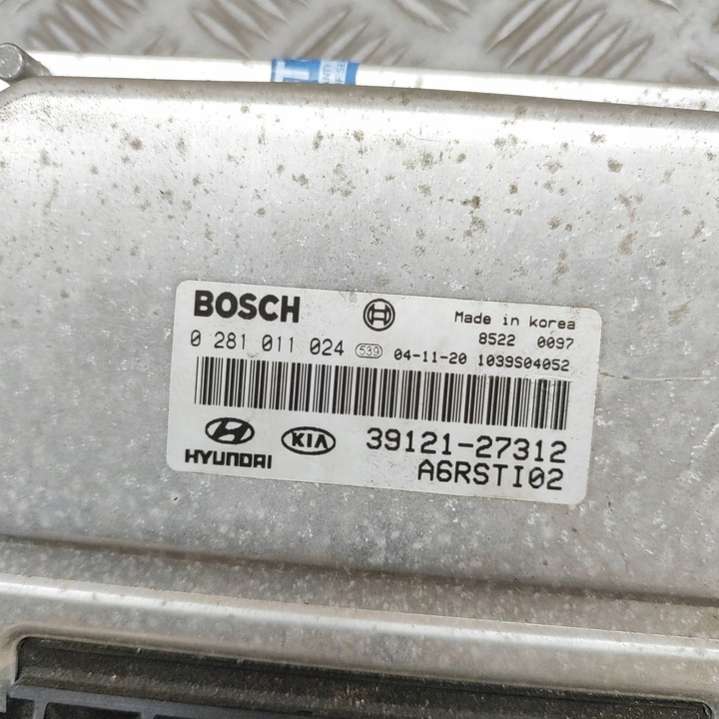 BOSCH
Made in korea
8522 0097
0 281 011 024 539 04-11-20 1039S04052
HYUNDAI KIA 39121-27312
A6RSTI02